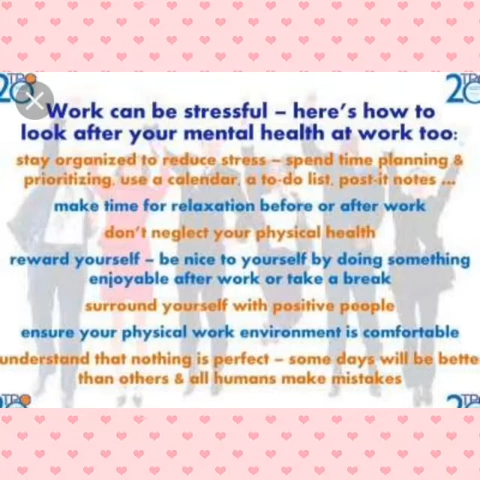 Work can be stressful – here's how to
look after your mental health at work too:
stay organized to reduce stress – spend time planning &
prioritizing, use a calendar, a to-do list, post-it notes ...
make time for relaxation before or after work
don't neglect your physical health
reward yourself – be nice to yourself by doing something
enjoyable after work or take a break
surround yourself with positive people
ensure your physical work environment is comfortable
understand that nothing is perfect – some days will be bette
than others & all humans make mistakes